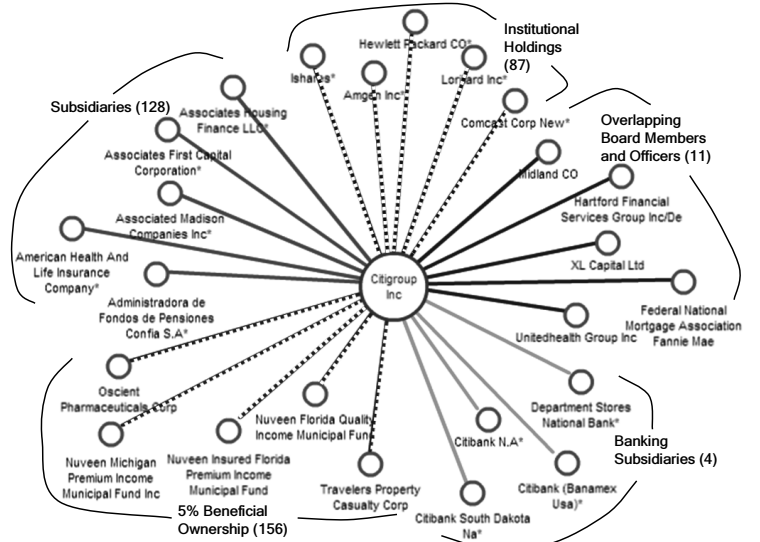 Institutional
Holdings
(87)
Hewlett Packard CO*
Ishares*
Amgen Inc*
Lorillard Inc*
Comcast Corp New*
Subsidiaries (128)
Associates Housing
Finance LLC*
Associates First Capital
Corporation*
Associated Madison
Companies Inc*
American Health And
Life Insurance
Company*
Administradora de
Fondos de Pensiones
Confia S.A*
Overlapping
Board Members
and Officers (11)
Midland CO
Hartford Financial
Services Group Inc/De
XL Capital Ltd
Federal National
Mortgage Association
Fannie Mae
Unitedhealth Group Inc
Citigroup
Inc
Oscient
Pharmaceuticals Corp
Nuveen Michigan
Premium Income
Municipal Fund Inc
Nuveen Insured Florida
Premium Income
Municipal Fund
Nuveen Florida Quality
Income Municipal Fund
Travelers Property
Casualty Corp
5% Beneficial
Ownership (156)
Department Stores
National Bank*
Citibank N.A*
Citibank (Banamex
Usa)*
Citibank South Dakota
Na*
Banking
Subsidiaries (4)